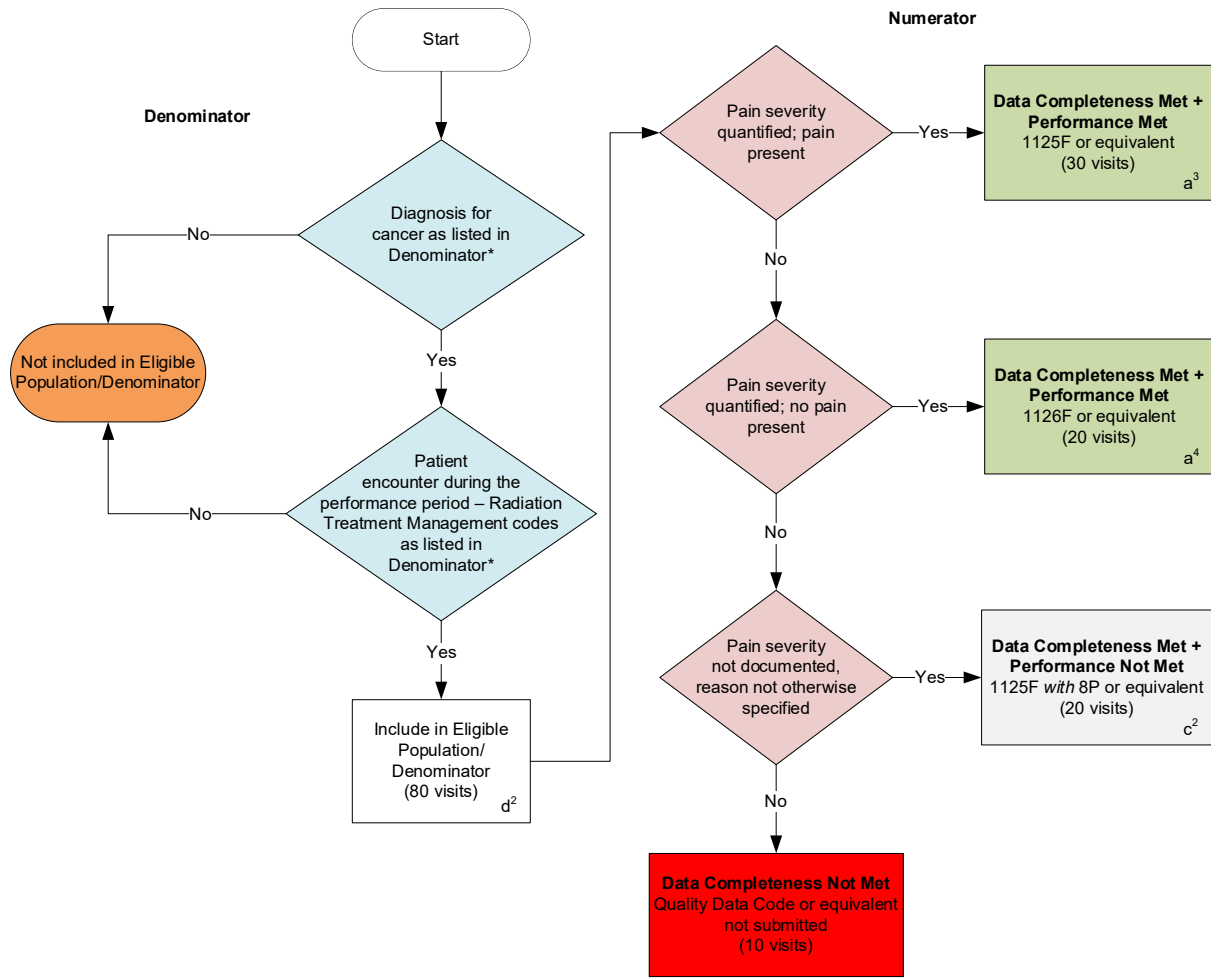 Start
Denominator
Diagnosis for
cancer as listed in
Denominator*
No
Yes
Not included in Eligible
Population/Denominator
Patient
encounter during the
performance period – Radiation
Treatment Management codes
as listed in
Denominator*
No
Yes
Include in Eligible
Population/
Denominator
(80 visits)
d²
Numerator
Pain severity
quantified; pain
present
Yes
Data Completeness Met +
Performance Met
1125F or equivalent
(30 visits)
a³
No
Pain severity
quantified; no pain
present
Yes
Data Completeness Met +
Performance Met
1126F or equivalent
(20 visits)
a⁴
No
Pain severity
not documented,
reason not otherwise
specified
Yes
Data Completeness Met +
Performance Not Met
1125F with 8P or equivalent
(20 visits)
c²
No
Data Completeness Not Met
Quality Data Code or equivalent
not submitted
(10 visits)